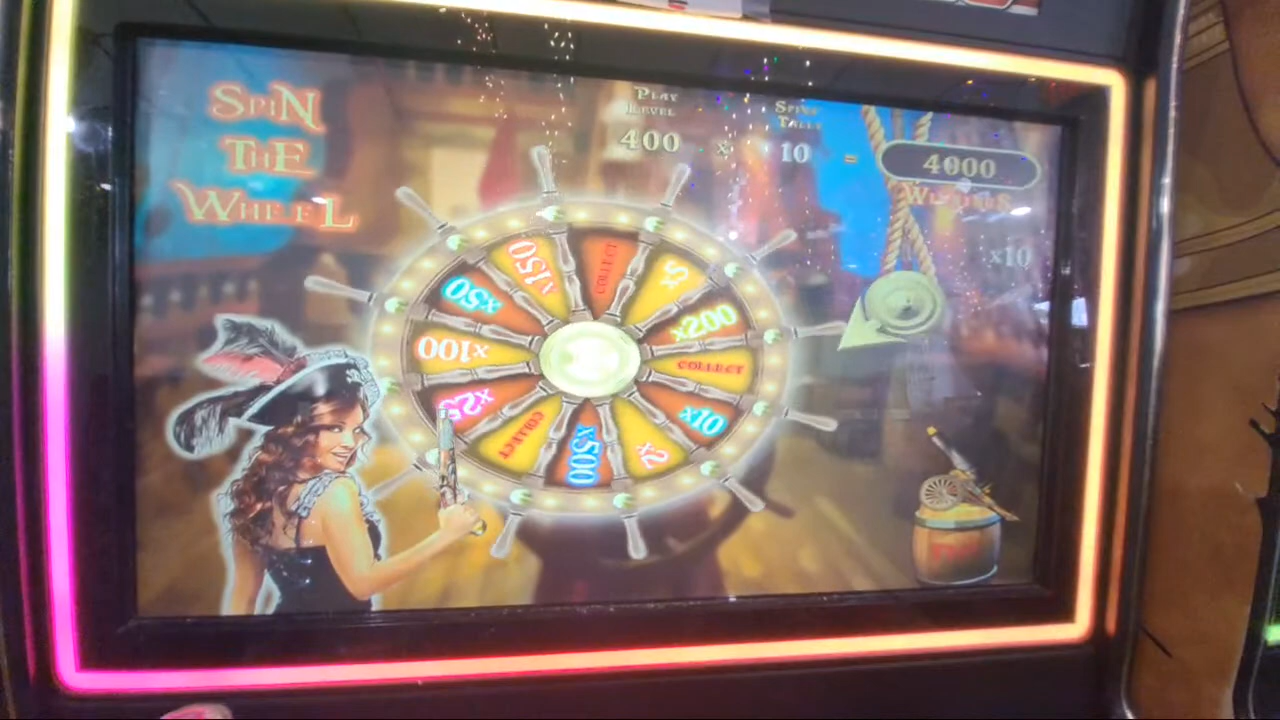 SPIN
THE
WHEEL
PLAY
LEVEL
400 x
SPINS
TALLY
10 =
4000
WINNINGS
x10
x150
COLLECT
x5
x200
COLLECT
x10
x2
x500
COLLECT
x25
x100
x50